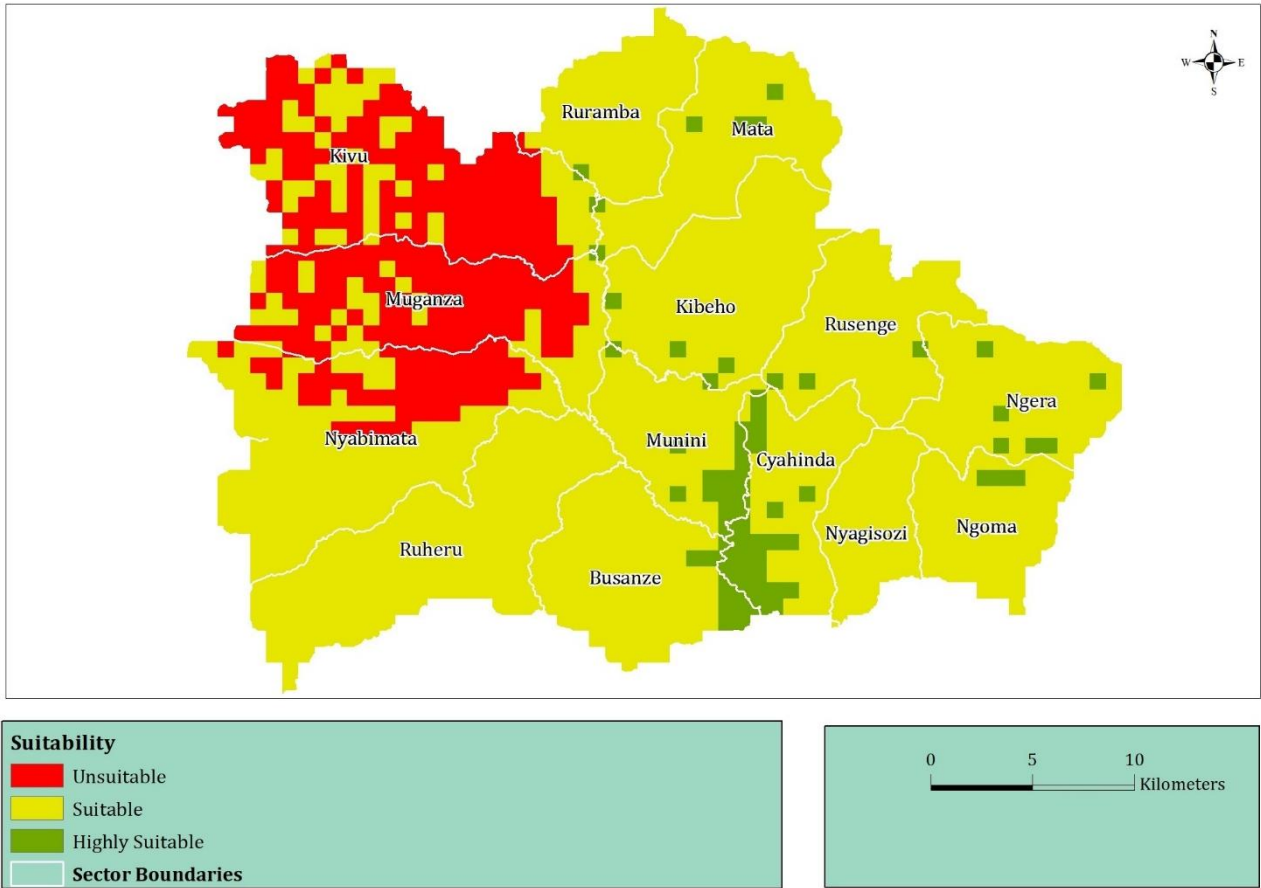 N
W E
S
Ruramba
Mata
Kivu
Muganza
Kibeho
Rusenge
Ngera
Nyabimata
Munini
Cyahinda
Ruheru
Busanze
Nyagisozi
Ngoma
Suitability
Unsuitable
Suitable
Highly Suitable
Sector Boundaries
0 5 10
Kilometers